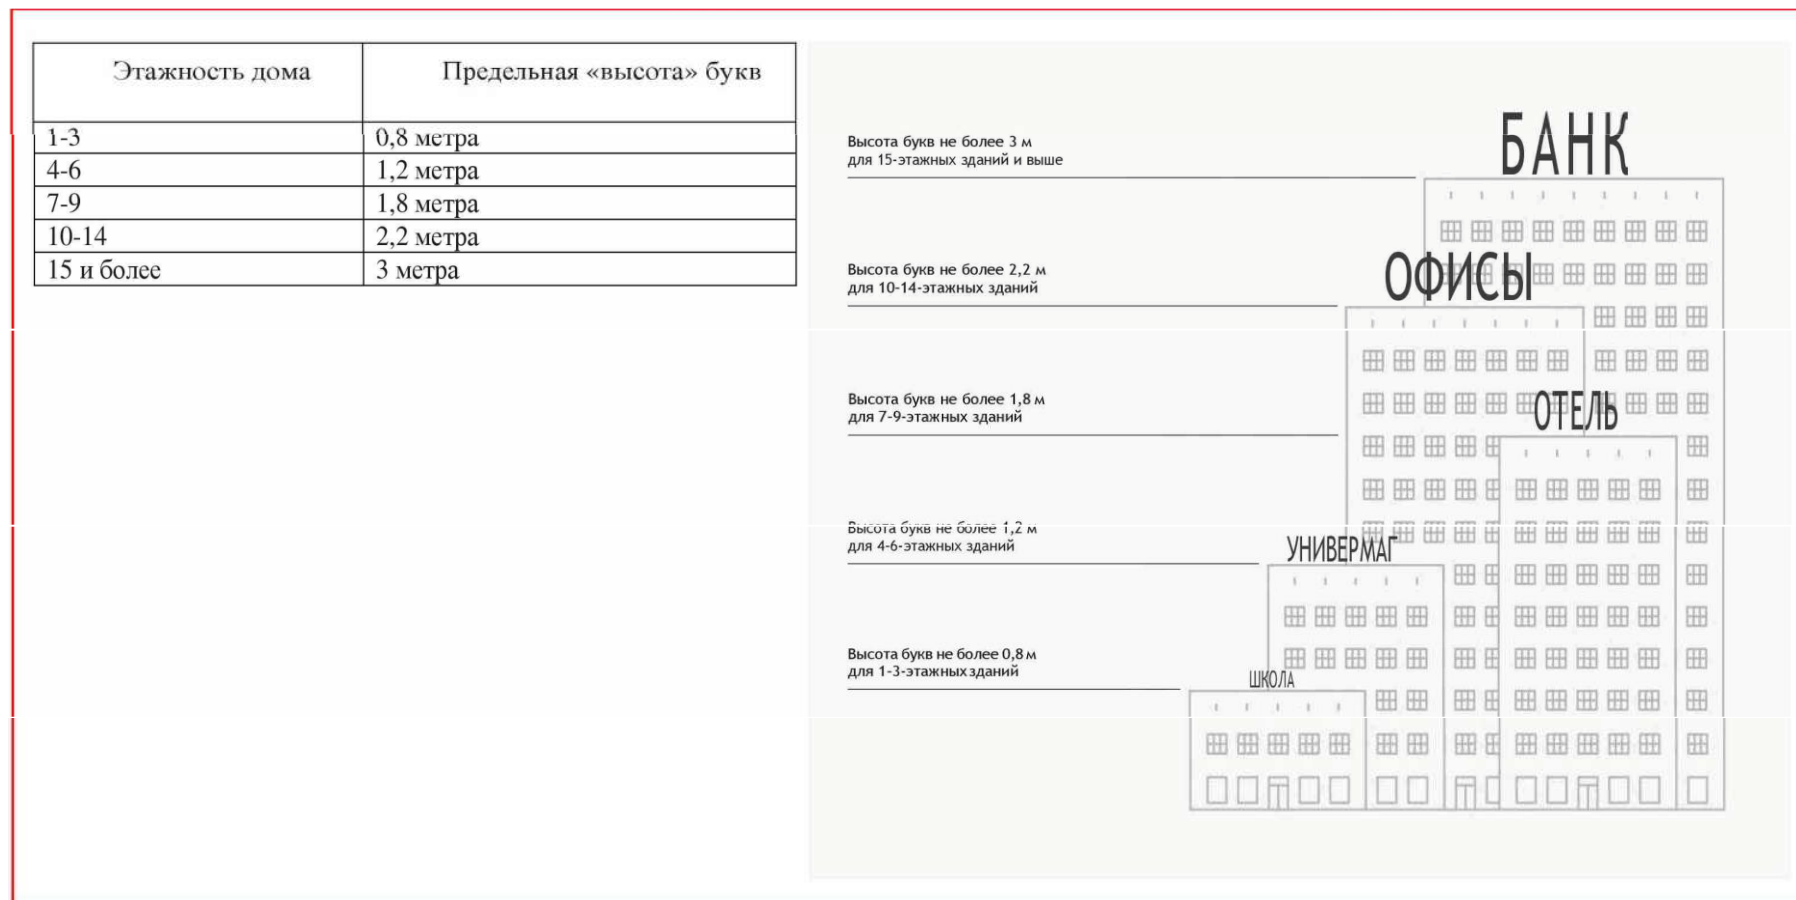 Этажность дома Предельная «высота» букв
1-3 0,8 метра
4-6 1,2 метра
7-9 1,8 метра
10-14 2,2 метра
15 и более 3 метра
Высота букв не более 3 м
для 15-этажных зданий и выше
БАНК
Высота букв не более 2,2 м
для 10-14-этажных зданий
ОФИСЫ
Высота букв не более 1,8 м
для 7-9-этажных зданий
ОТЕЛЬ
Высота букв не более 1,2 м
для 4-6-этажных зданий
УНИВЕРМАГ
Высота букв не более 0,8 м
для 1-3-этажных зданий
ШКОЛА